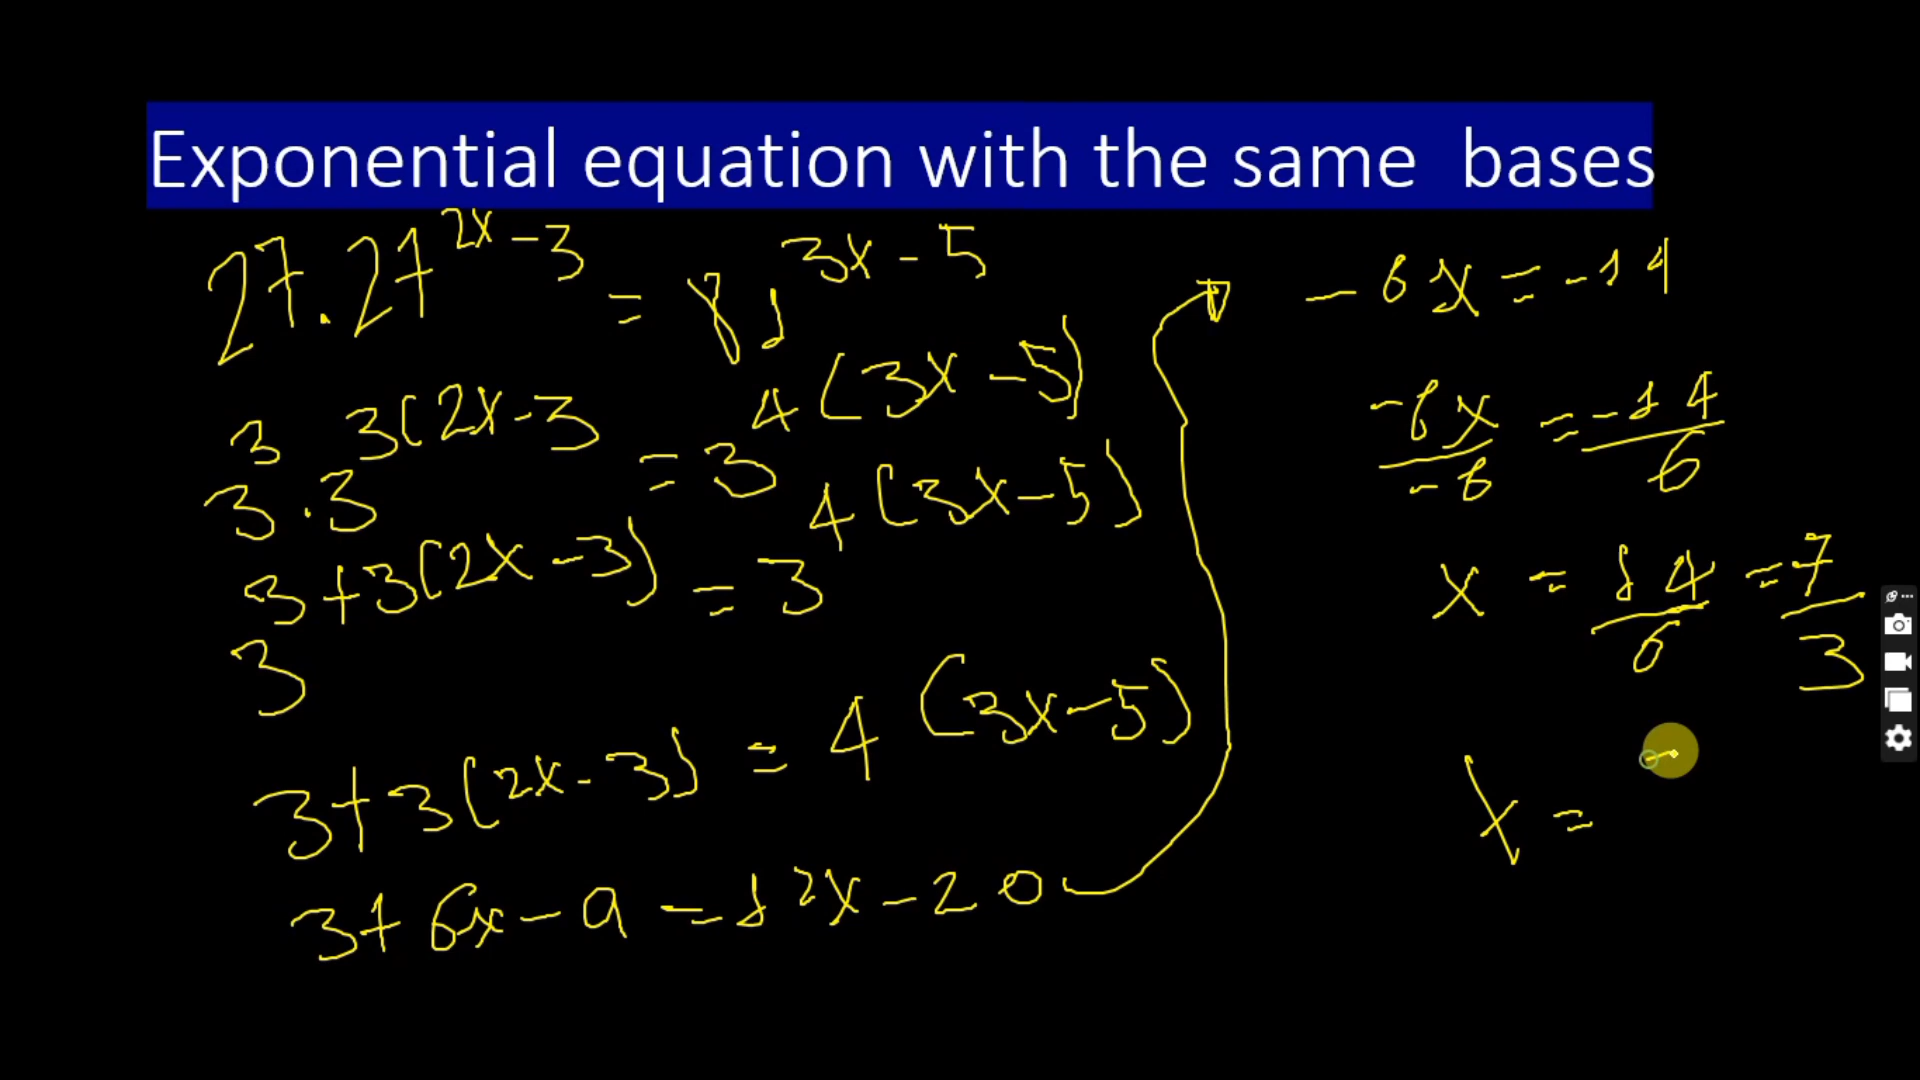 Exponential equation with the same bases
27.27^{2x-3} = 81^{3x-5}
3^{3}.3^{3(2x-3} = 3^{4(3x-5)}
3^{3+3(2x-3)} = 3^{4(3x-5)}
3+3(2x-3) = 4(3x-5)
3+6x-9 = 12x-20
-6x = -14
-6x/-6 = -14/6
x = 14/6 = 7/3
x =